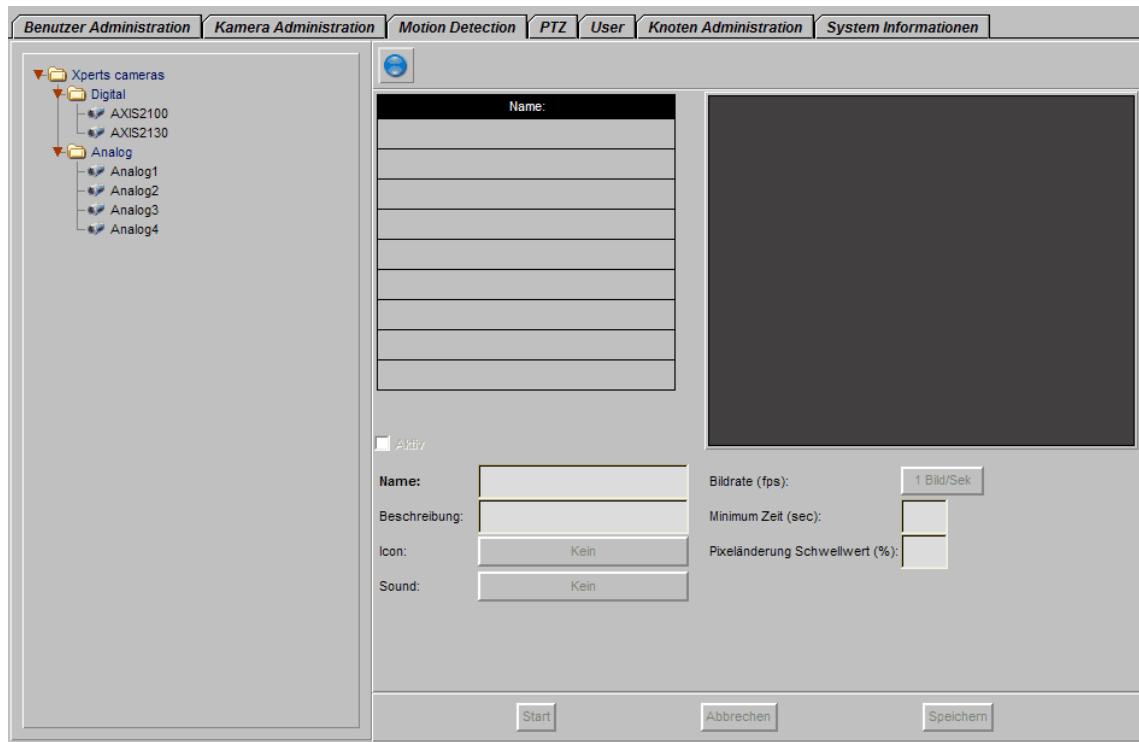 Benutzer Administration Kamera Administration Motion Detection PTZ User Knoten Administration System Informationen
Xperts cameras
Digital
AXIS2100
AXIS2130
Analog
Analog1
Analog2
Analog3
Analog4
Name:
Aktiv
Name:
Beschreibung:
Icon: Kein
Sound: Kein
Bildrate (fps): 1 Bild/Sek
Minimum Zeit (sec):
Pixeländerung Schwellwert (%):
Start Abbrechen Speichern